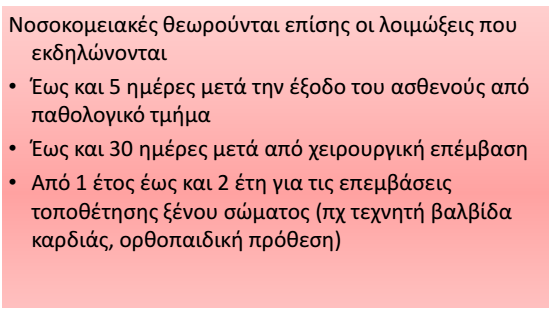 Νοσοκομειακές θεωρούνται επίσης οι λοιμώξεις που
εκδηλώνονται
• Έως και 5 ημέρες μετά την έξοδο του ασθενούς από
παθολογικό τμήμα
• Έως και 30 ημέρες μετά από χειρουργική επέμβαση
• Από 1 έτος έως και 2 έτη για τις επεμβάσεις
τοποθέτησης ξένου σώματος (πχ τεχνητή βαλβίδα
καρδιάς, ορθοπαιδική πρόθεση)